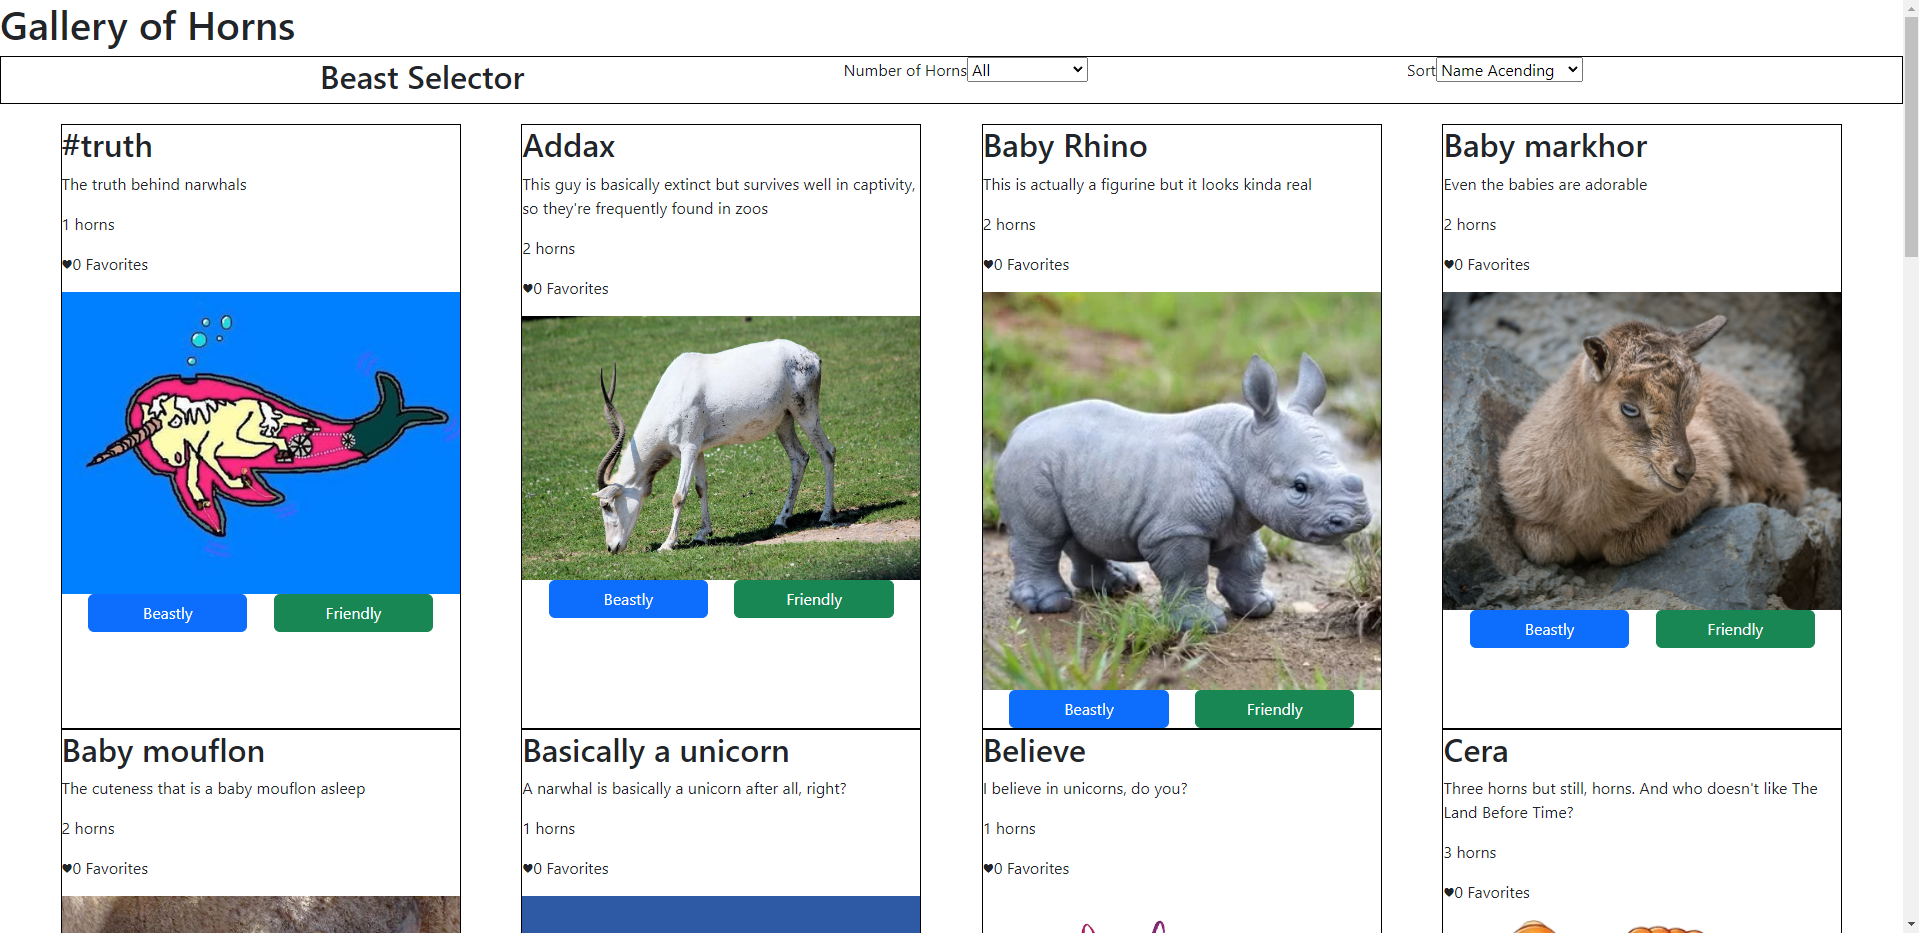 Gallery of Horns
Beast Selector
Number of Horns All
Sort Name Acending
#truth
The truth behind narwhals
1 horns
♥0 Favorites
Beastly
Friendly
Addax
This guy is basically extinct but survives well in captivity,
so they're frequently found in zoos
2 horns
♥0 Favorites
Beastly
Friendly
Baby Rhino
This is actually a figurine but it looks kinda real
2 horns
♥0 Favorites
Beastly
Friendly
Baby markhor
Even the babies are adorable
2 horns
♥0 Favorites
Beastly
Friendly
Baby mouflon
The cuteness that is a baby mouflon asleep
2 horns
♥0 Favorites
Basically a unicorn
A narwhal is basically a unicorn after all, right?
1 horns
♥0 Favorites
Believe
I believe in unicorns, do you?
1 horns
♥0 Favorites
Cera
Three horns but still, horns. And who doesn't like The
Land Before Time?
3 horns
♥0 Favorites